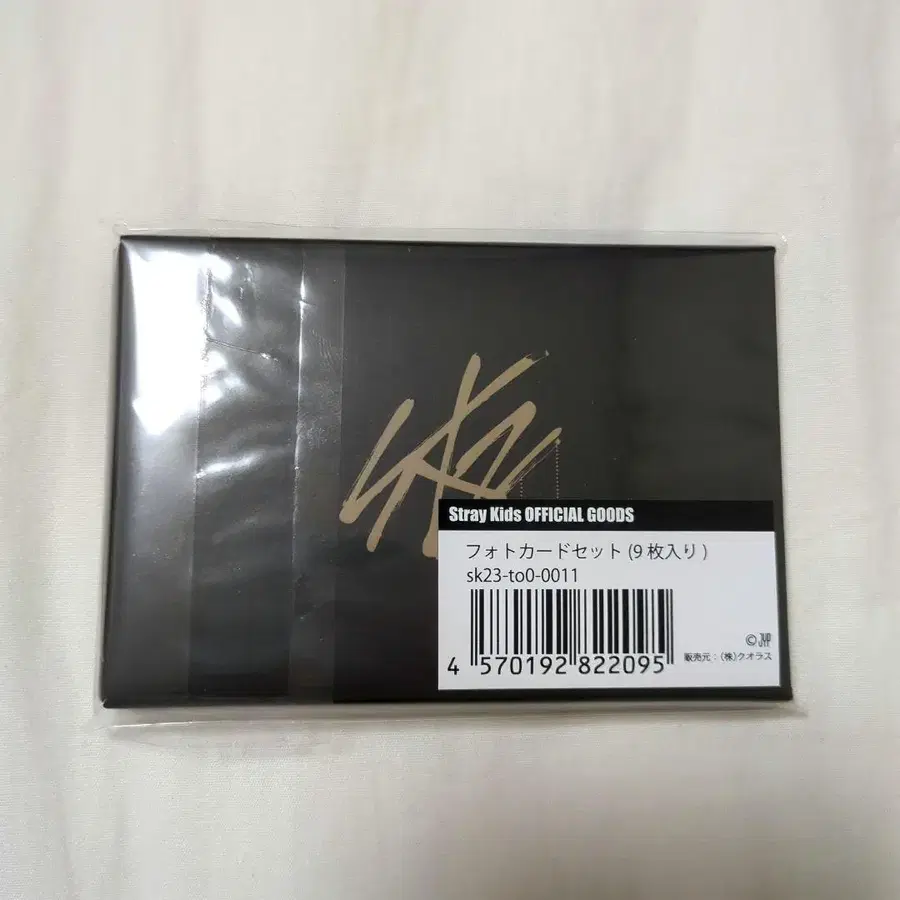 SKZ
Stray Kids OFFICIAL GOODS
フォトカードセット (9枚入り)
sk23-to0-0011
4 570192 822095
©
販売元：(株)クオラス